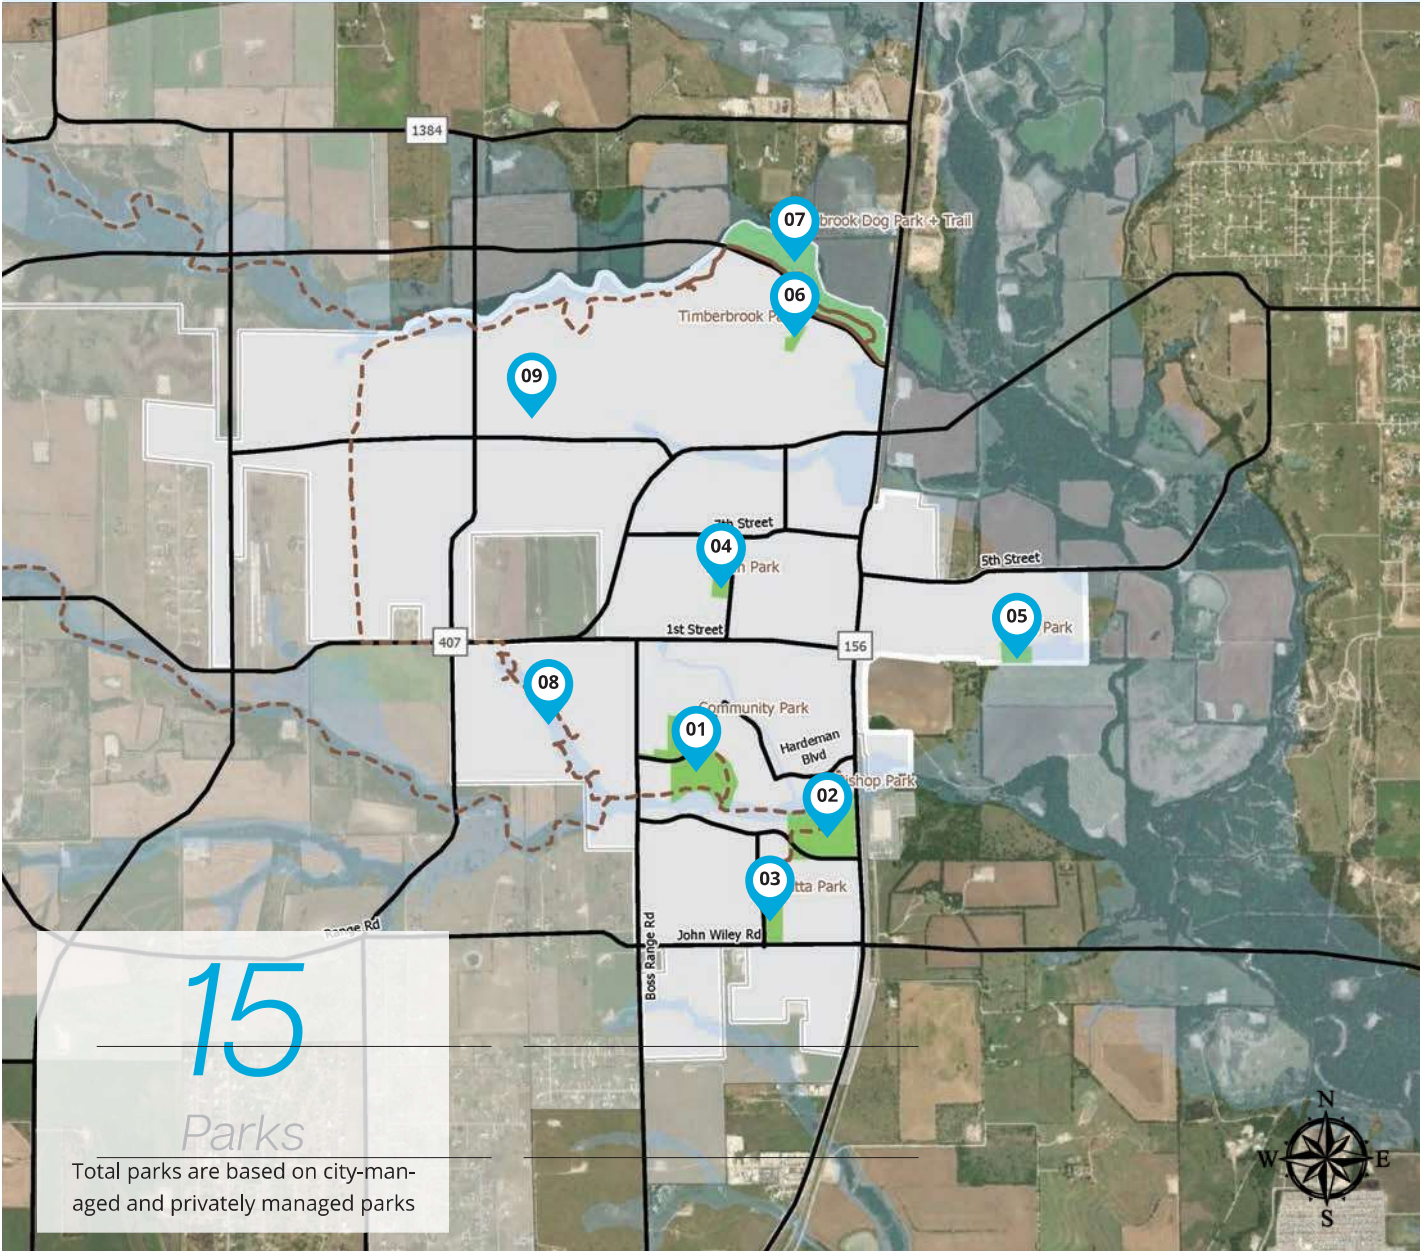 1384
07
brook Dog Park + Trail
06
Timberbrook
09
7th Street
04
Park
5th Street
05
Park
1st Street
407
156
08
Community Park
01
Hardeman
Blvd
ishop Park
02
03
tta Park
Range Rd
John Wiley Rd
Boss Range Rd
15
Parks
Total parks are based on city-man-
aged and privately managed parks
N
W
E
S